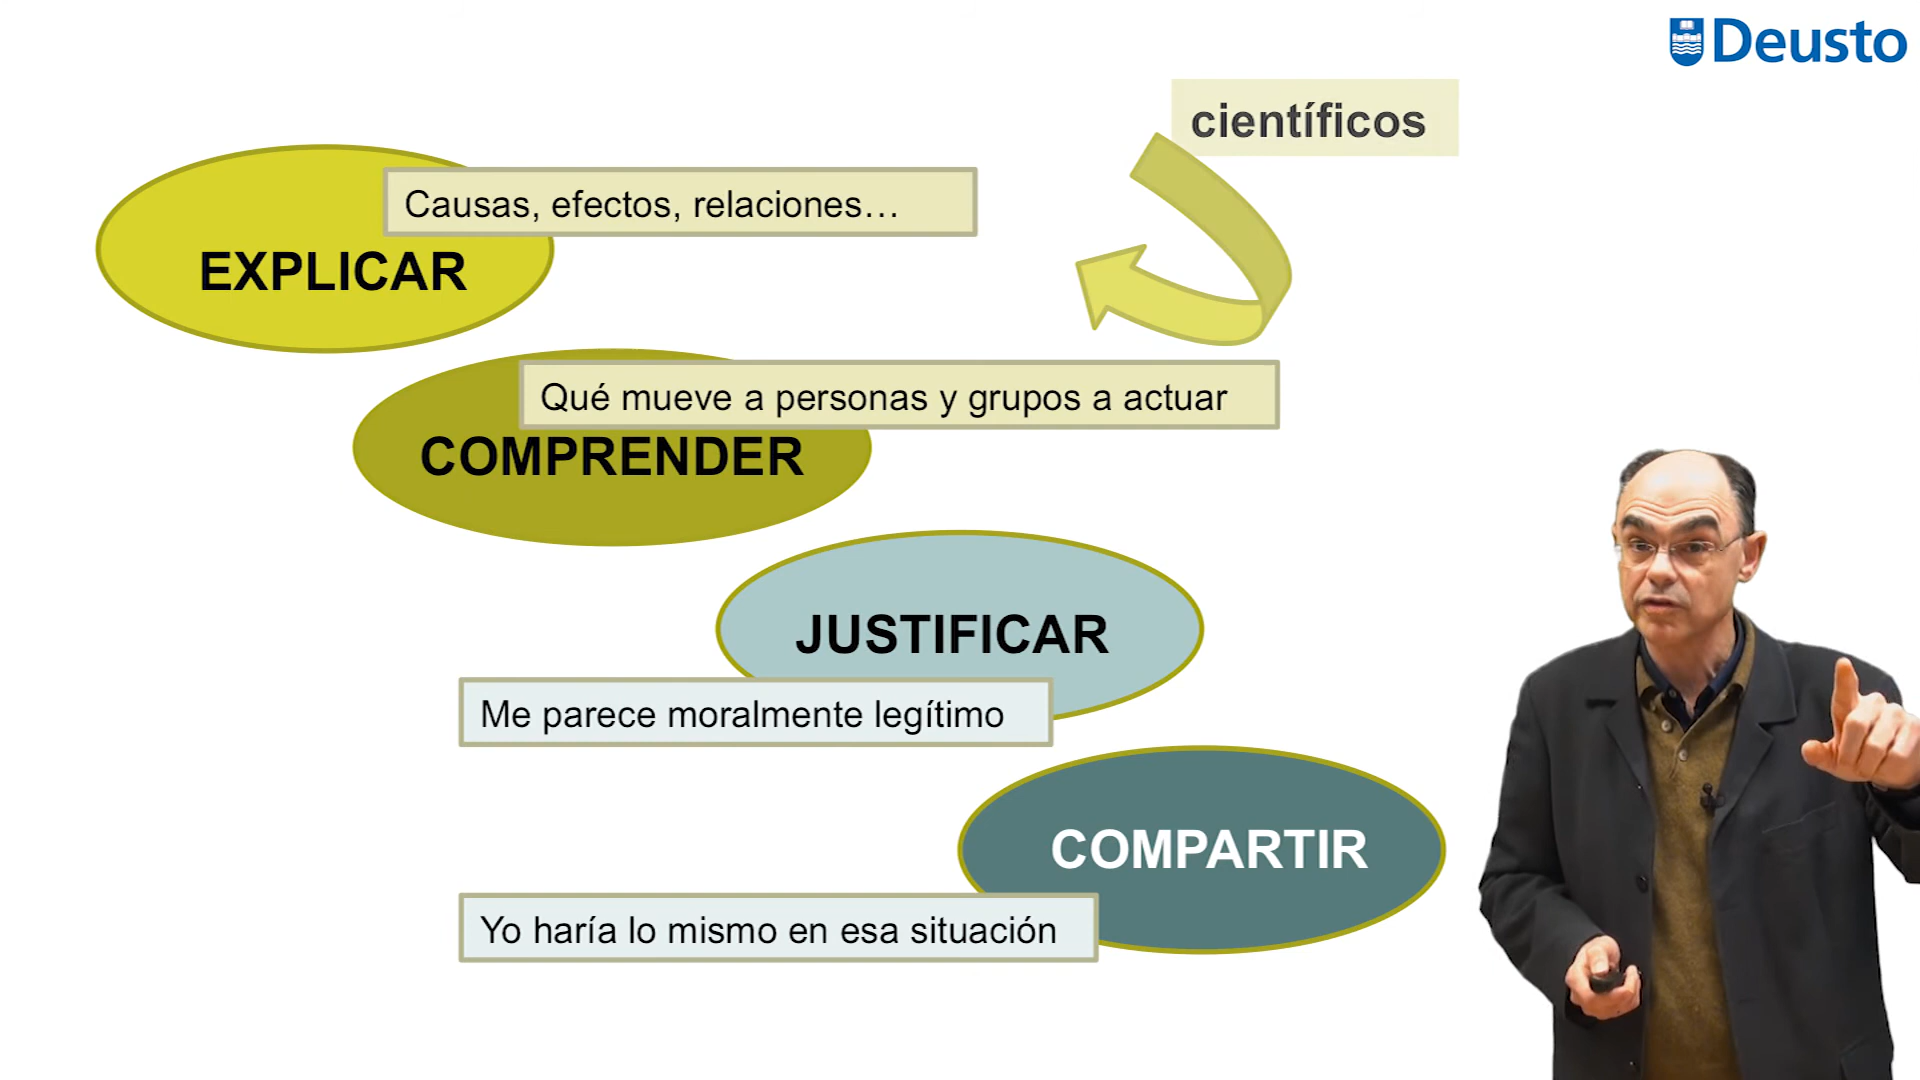 Deusto
científicos
Causas, efectos, relaciones…
EXPLICAR
Qué mueve a personas y grupos a actuar
COMPRENDER
JUSTIFICAR
Me parece moralmente legítimo
COMPARTIR
Yo haría lo mismo en esa situación